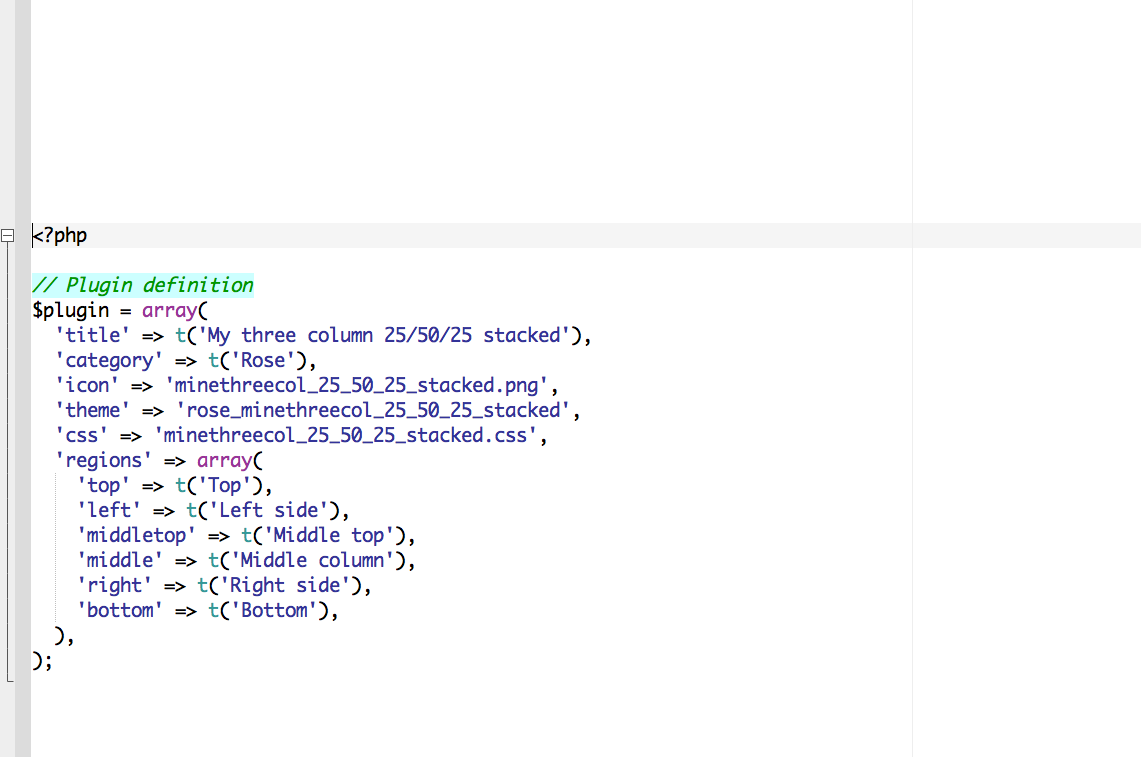 <?php
// Plugin definition
$plugin = array(
  'title' => t('My three column 25/50/25 stacked'),
  'category' => t('Rose'),
  'icon' => 'minethreecol_25_50_25_stacked.png',
  'theme' => 'rose_minethreecol_25_50_25_stacked',
  'css' => 'minethreecol_25_50_25_stacked.css',
  'regions' => array(
    'top' => t('Top'),
    'left' => t('Left side'),
    'middletop' => t('Middle top'),
    'middle' => t('Middle column'),
    'right' => t('Right side'),
    'bottom' => t('Bottom'),
  ),
);